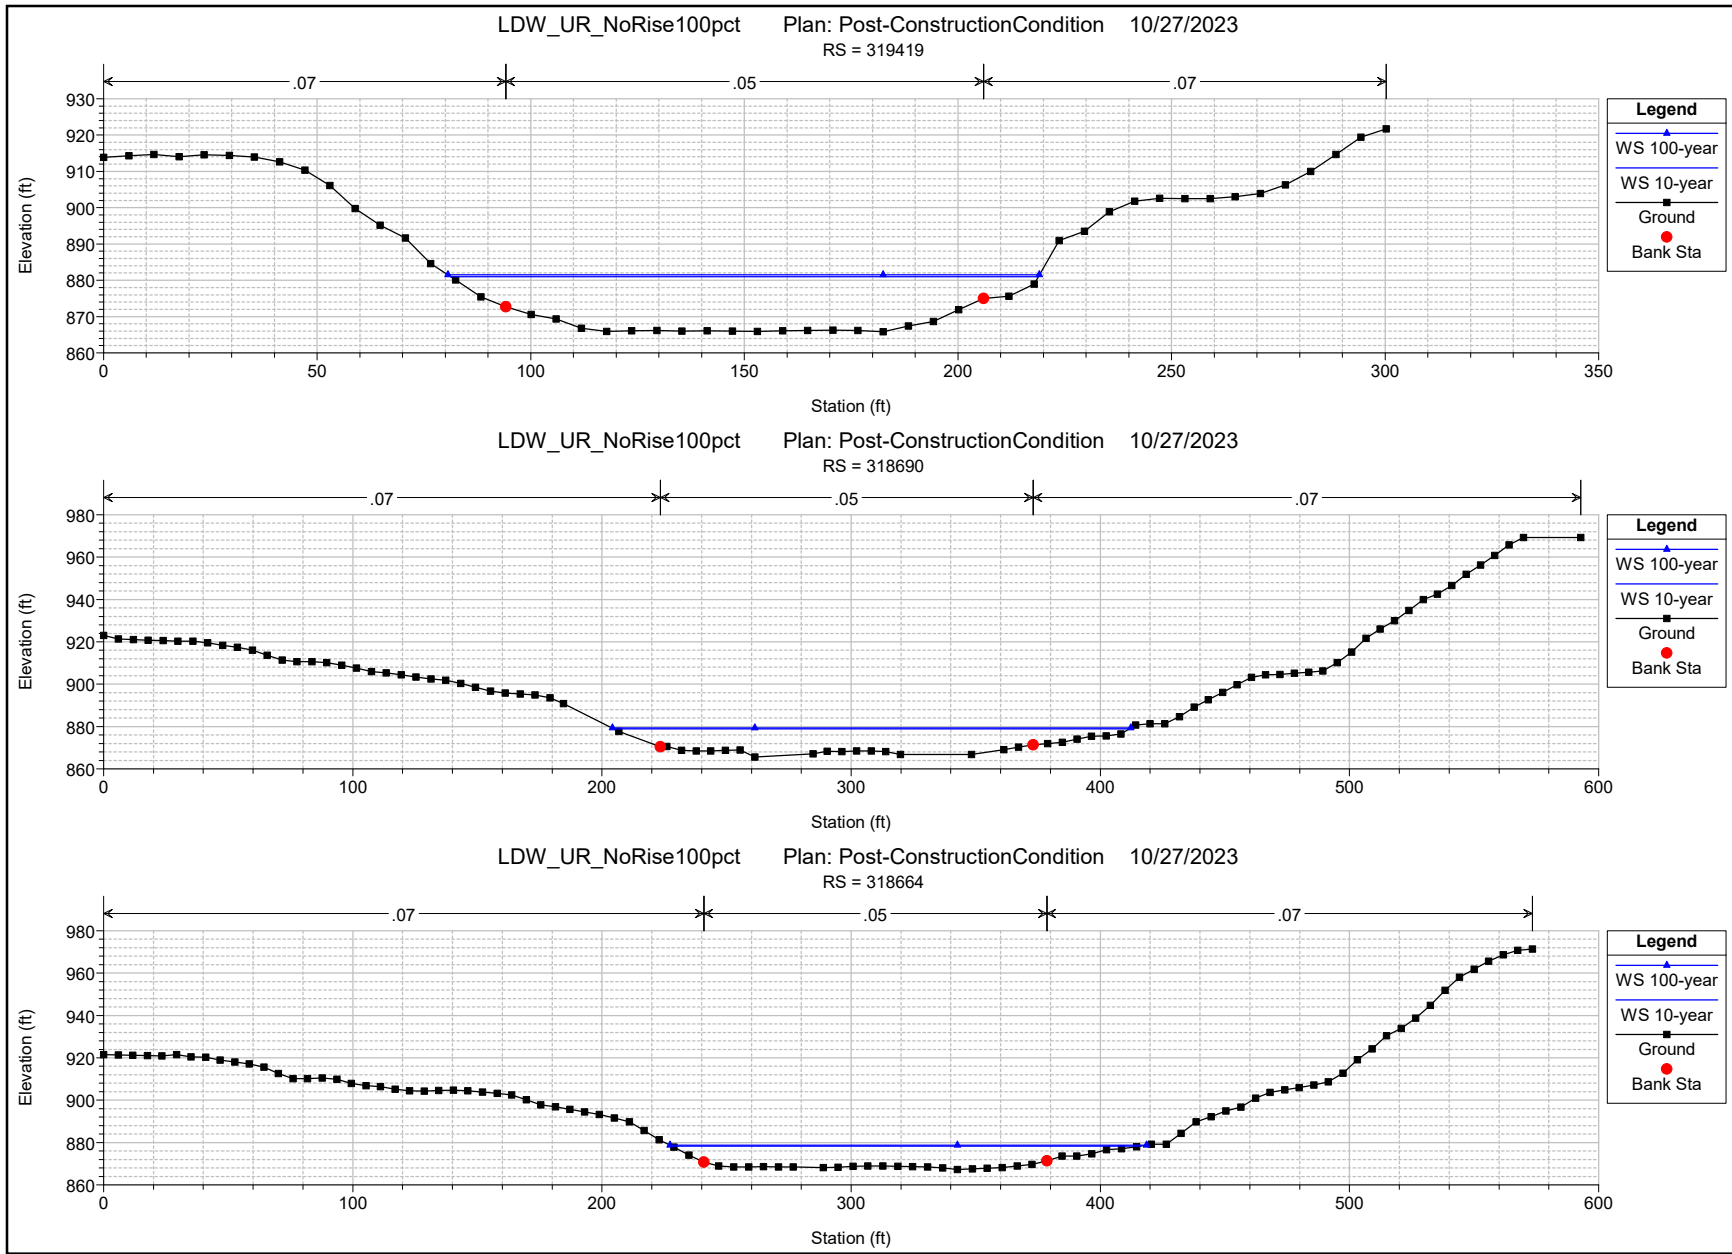 LDW_UR_NoRise100pct Plan: Post-ConstructionCondition 10/27/2023
RS = 319419
.07 .05 .07
930
920
910
900
890
880
870
860
Elevation (ft)
0 50 100 150 200 250 300 350
Station (ft)
Legend
WS 100-year
WS 10-year
Ground
Bank Sta
LDW_UR_NoRise100pct Plan: Post-ConstructionCondition 10/27/2023
RS = 318690
.07 .05 .07
980
960
940
920
900
880
860
Elevation (ft)
0 100 200 300 400 500 600
Station (ft)
Legend
WS 100-year
WS 10-year
Ground
Bank Sta
LDW_UR_NoRise100pct Plan: Post-ConstructionCondition 10/27/2023
RS = 318664
.07 .05 .07
980
960
940
920
900
880
860
Elevation (ft)
0 100 200 300 400 500 600
Station (ft)
Legend
WS 100-year
WS 10-year
Ground
Bank Sta